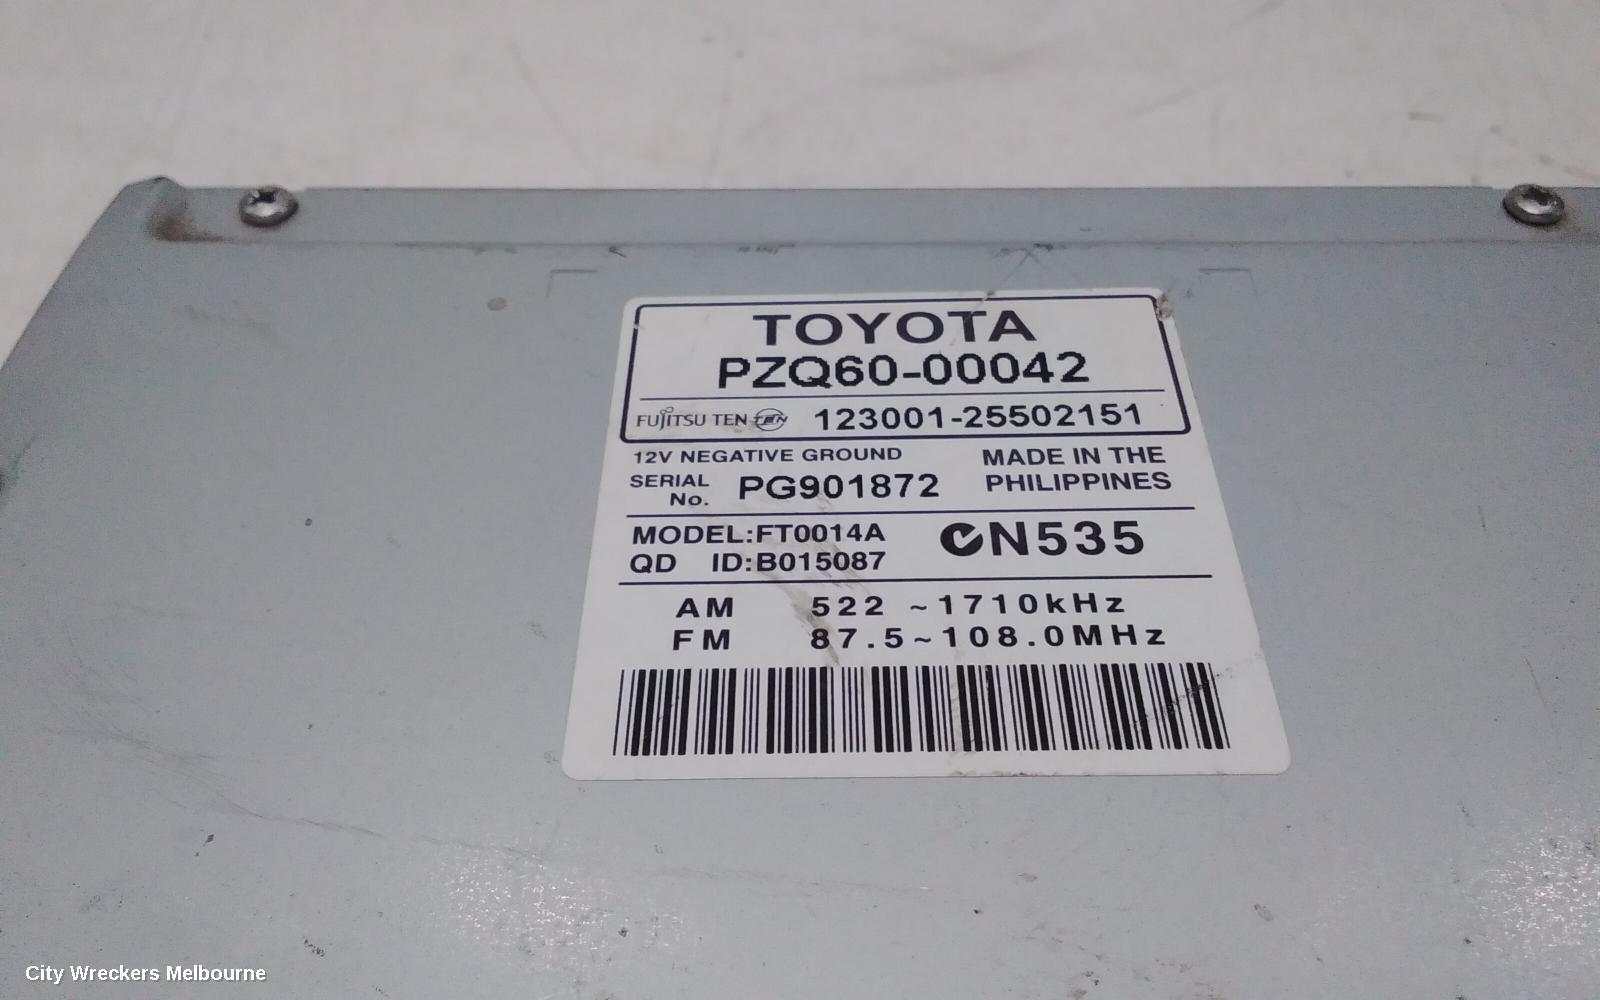 TOYOTA
PZQ60-00042
FUJITSU TEN TEN 123001-25502151
12V NEGATIVE GROUND
MADE IN THE
PHILIPPINES
SERIAL
No. PG901872
MODEL:FT0014A
QD ID:B015087
N535
AM 522 ~1710kHz
FM 87.5~108.0MHz
City Wreckers Melbourne